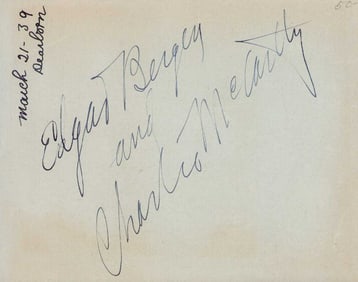 march 21-39
Dearborn
Edgar Bergen
and
Charlie McCarthy